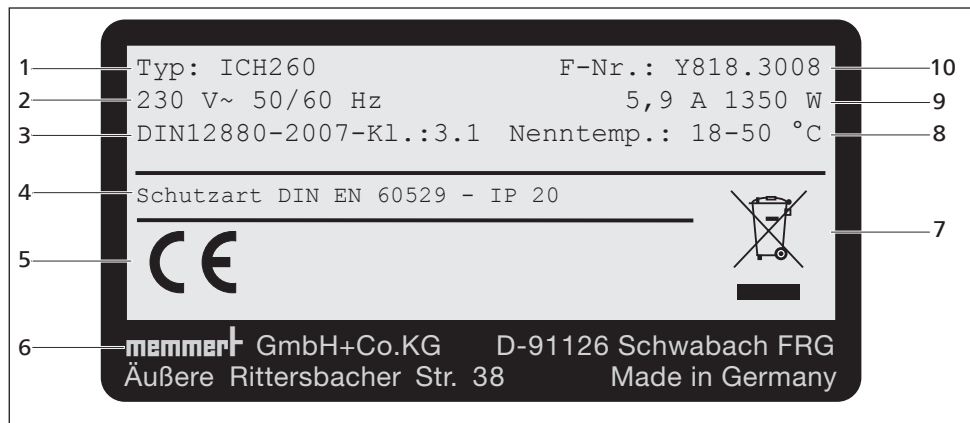 1 Typ: ICH260 F-Nr.: Y818.3008 10
2 230 V~ 50/60 Hz 5,9 A 1350 W 9
3 DIN12880-2007-Kl.:3.1 Nenntemp.: 18-50 °C 8
4 Schutzart DIN EN 60529 - IP 20
7
5 CE
6 memmert GmbH+Co.KG D-91126 Schwabach FRG
Äußere Rittersbacher Str. 38 Made in Germany